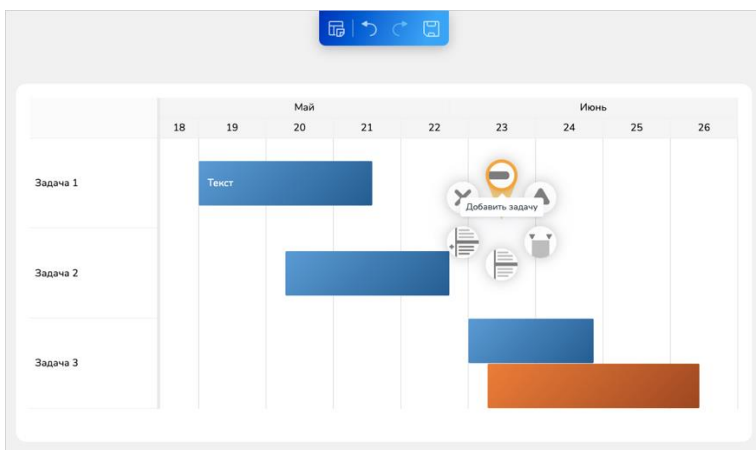 Май Июнь
18 19 20 21 22 23 24 25 26
Задача 1
Текст
Добавить задачу
Задача 2
Задача 3